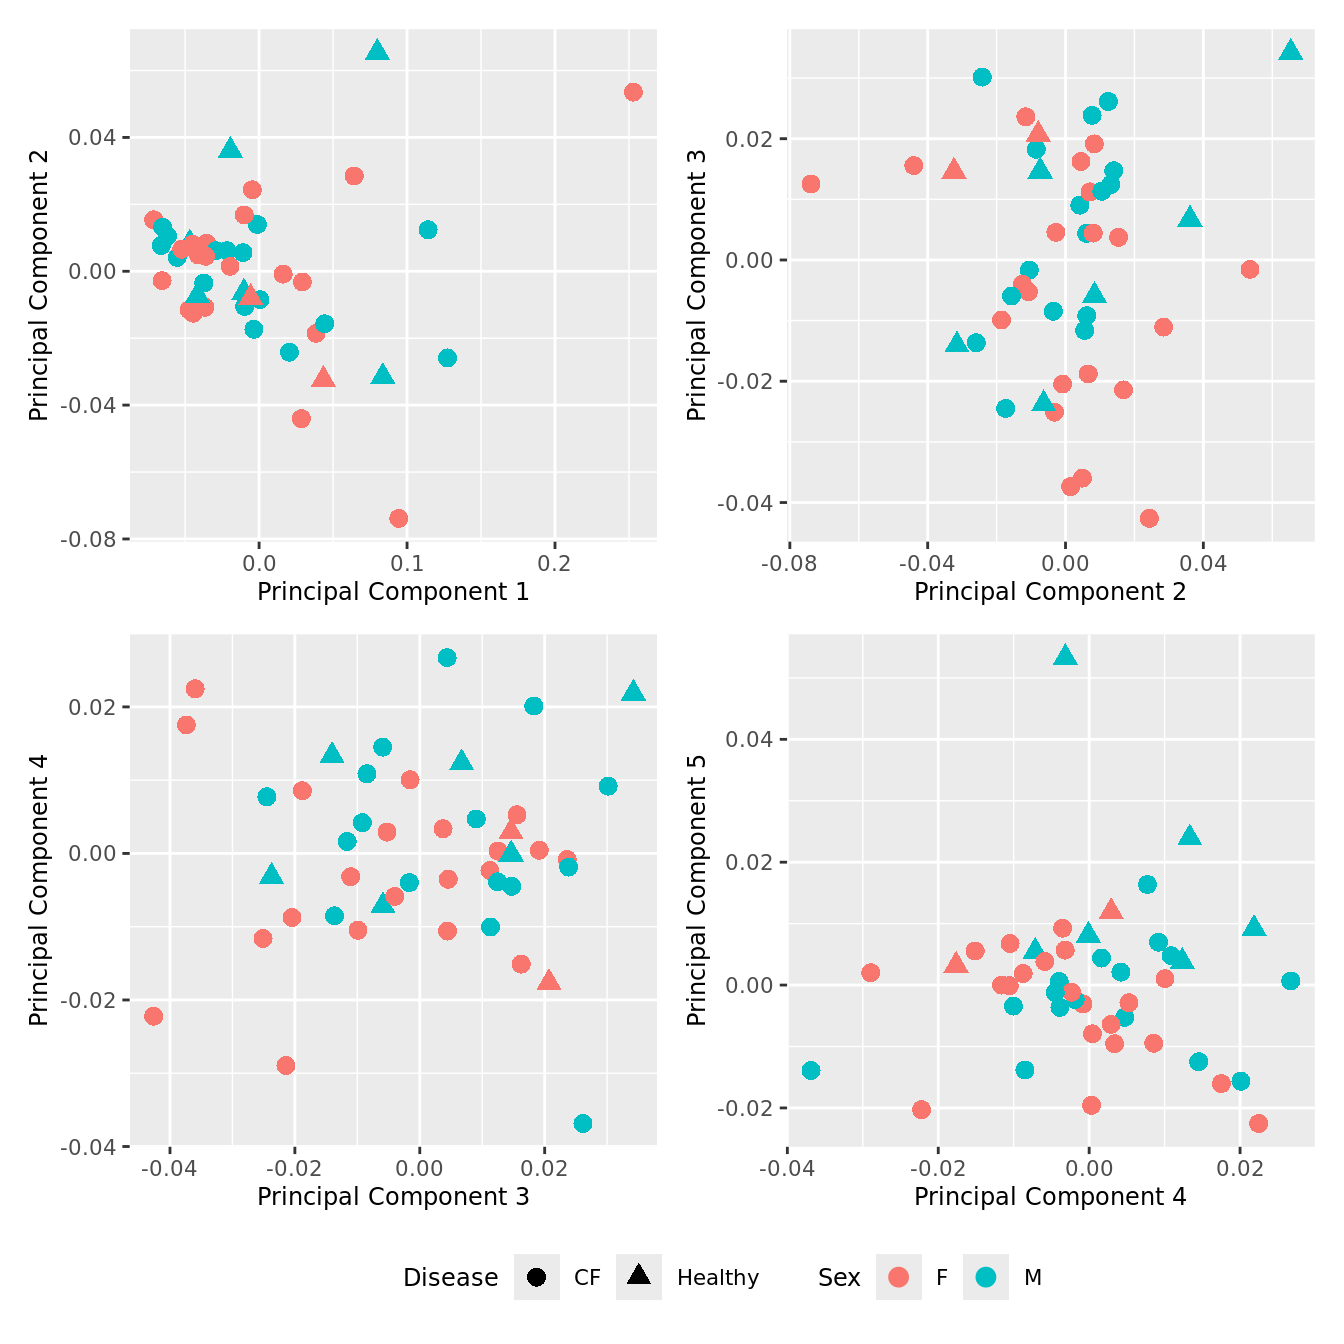 Principal Component 2
0.04
0.00
-0.04
-0.08
0.0 0.1 0.2
Principal Component 1
Principal Component 3
0.02
0.00
-0.02
-0.04
-0.08 -0.04 0.00 0.04
Principal Component 2
Principal Component 4
0.02
0.00
-0.02
-0.04
-0.04 -0.02 0.00 0.02
Principal Component 3
Principal Component 5
0.04
0.02
0.00
-0.02
-0.04 -0.02 0.00 0.02
Principal Component 4
Disease CF Healthy Sex F M